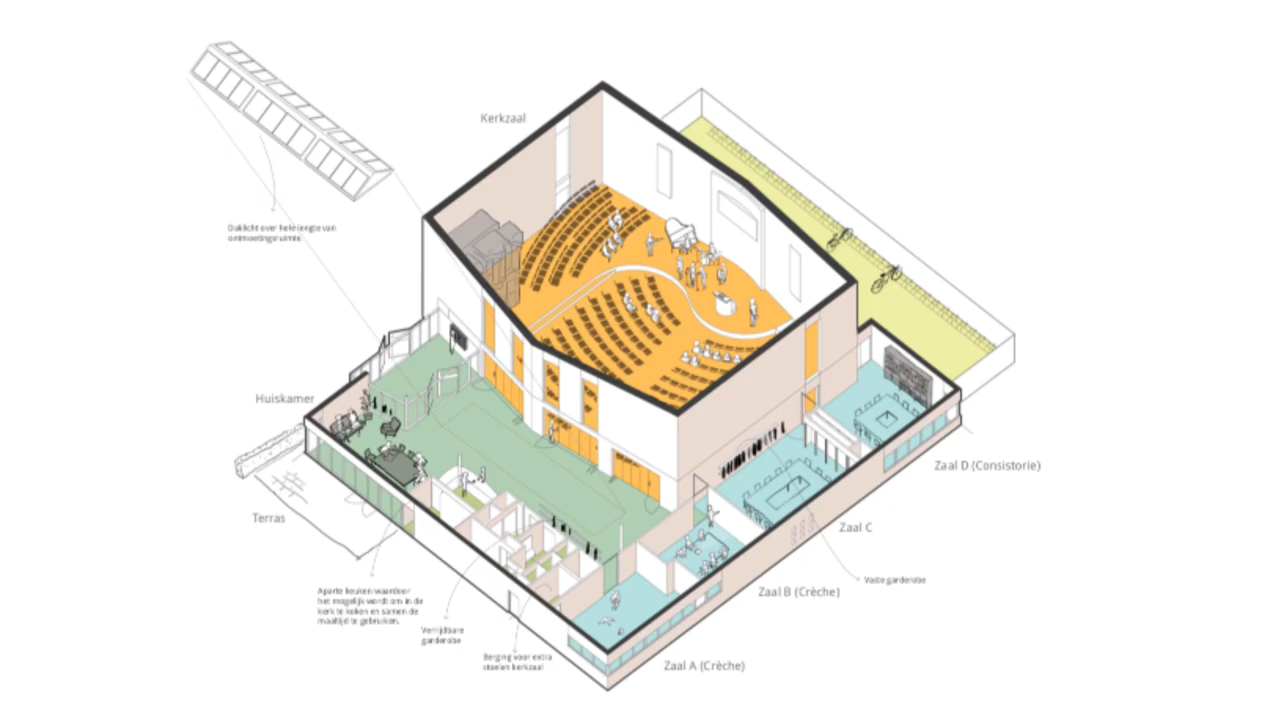 Kerkzaal
Daklicht over hele lengte van
ontmoetingsruimte.
Huiskamer
Terras
Zaal D (Consistorie)
Zaal C
Vaste garderobe
Zaal B (Crèche)
Aparte keuken waardoor
het mogelijk wordt om in de
kerk te koken en samen de
maaltijd te gebruiken.
Verrijdbare
garderobe
Berging voor extra
stoelen kerkzaal
Zaal A (Crèche)